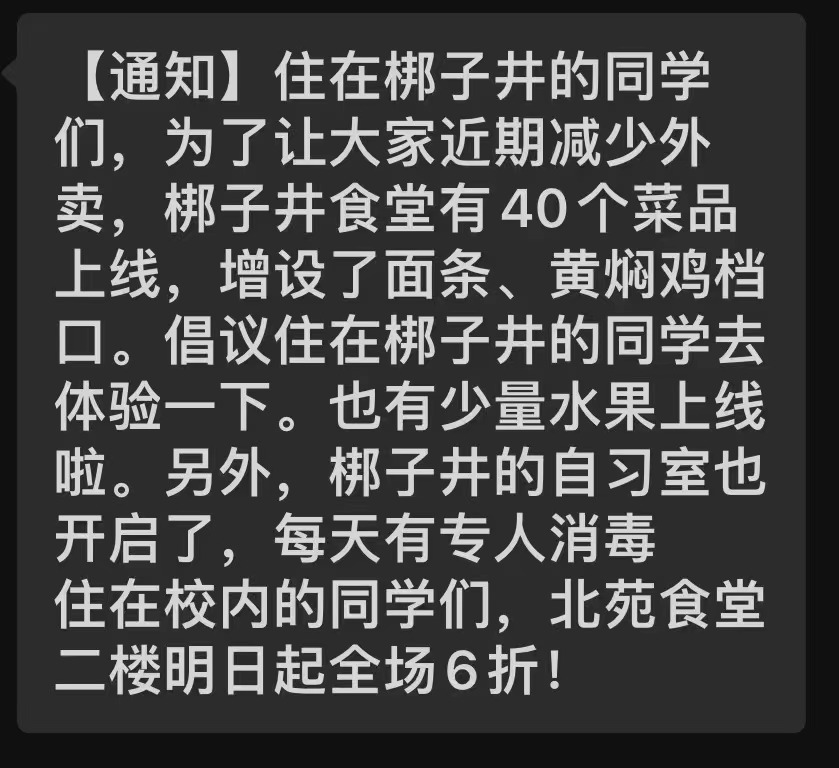 【通知】住在梆子井的同学
们，为了让大家近期减少外
卖，梆子井食堂有40个菜品
上线，增设了面条、黄焖鸡档
口。倡议住在梆子井的同学去
体验一下。也有少量水果上线
啦。另外，梆子井的自习室也
开启了，每天有专人消毒
住在校内的同学们，北苑食堂
二楼明日起全场6折！